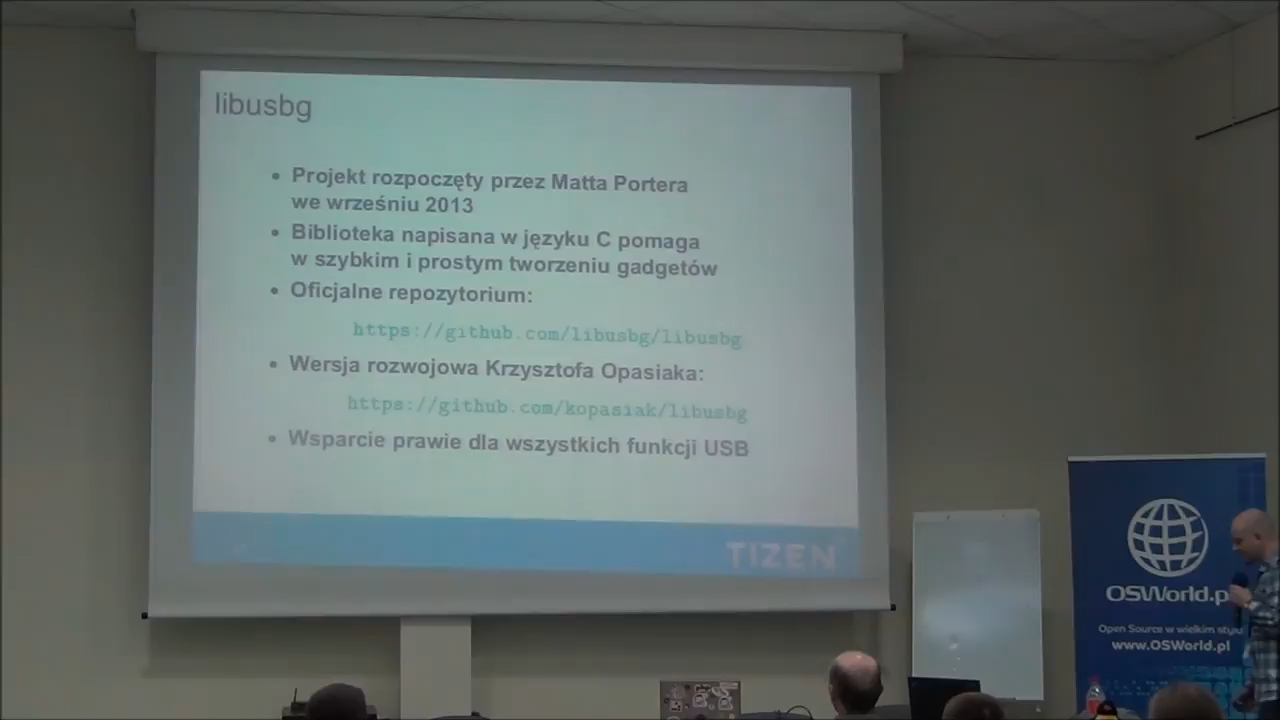 libusbg
• Projekt rozpoczęty przez Matta Portera
we wrześniu 2013
• Biblioteka napisana w języku C pomaga
w szybkim i prostym tworzeniu gadgetów
• Oficjalne repozytorium:
https://github.com/libusbg/libusbg
• Wersja rozwojowa Krzysztofa Opasiaka:
https://github.com/kopasiak/libusbg
• Wsparcie prawie dla wszystkich funkcji USB
TIZEN
OSWorld.p
Open Source w wielkim stylu
www.OSWorld.pl